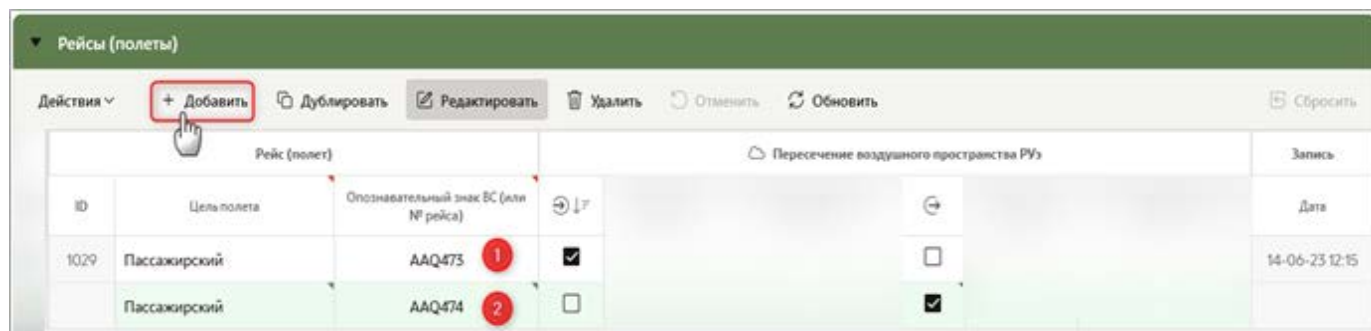 Рейсы (полеты)
Действия + Добавить Дублировать Редактировать Удалить Отменить Обновить Сбросить
Рейс (полет) Пересечение воздушного пространства РУз Запись
ID Цель полета Опознавательный знак ВС (или № рейса) Дата
1029 Пассажирский AAQ473 1 14-06-23 12:15
Пассажирский AAQ474 2